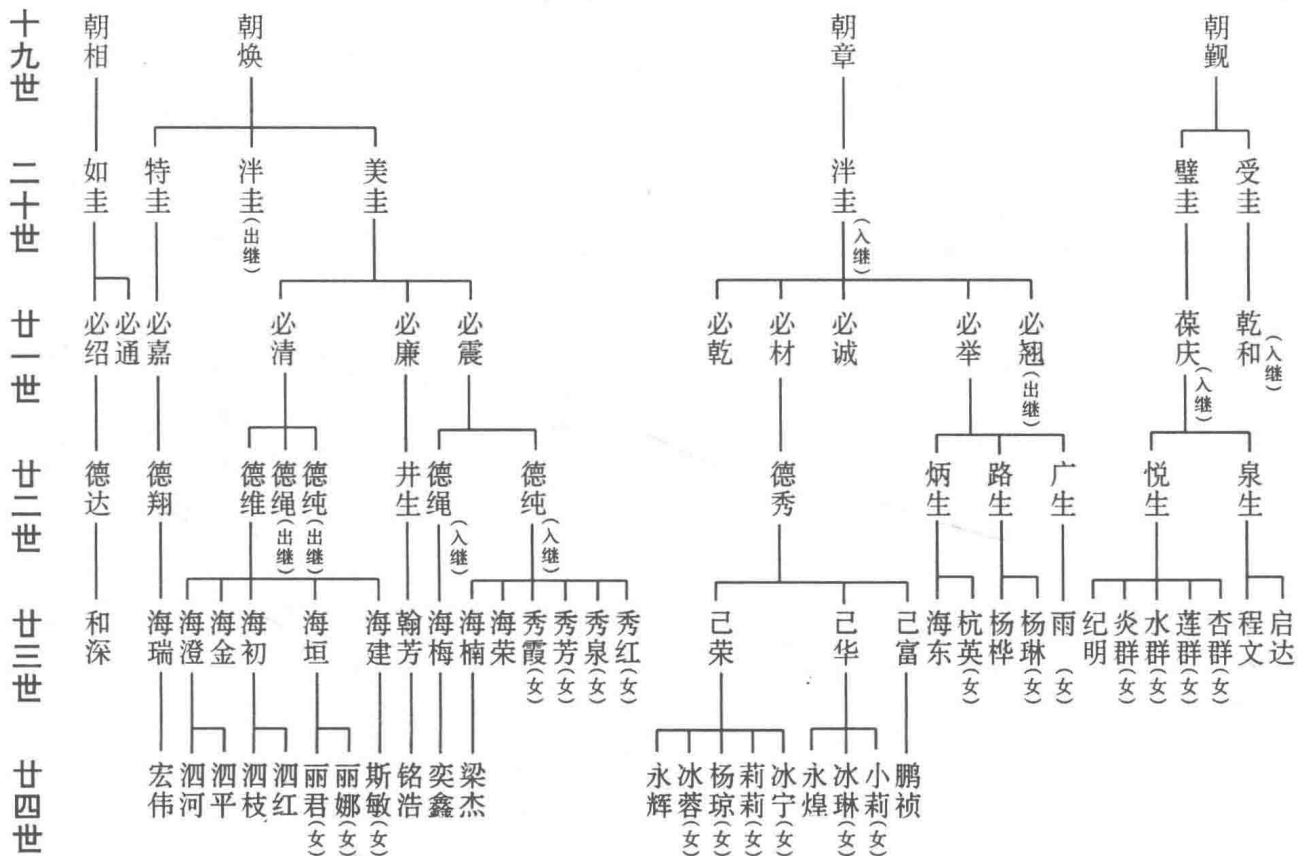 十九世
朝相
朝焕
朝章
朝觐
二十世
如圭
特圭
泮圭(出继)
美圭
泮圭(入继)
璧圭
受圭
廿一世
必绍
必通
必嘉
必清
必廉
必震
必乾
必材
必诚
必举
必翘(出继)
葆庆(入继)
乾和(入继)
廿二世
德达
德翔
德维
德绳(出继)
德纯(出继)
井生
德绳(入继)
德纯(入继)
德秀
炳生
路生
广生
悦生
泉生
廿三世
和深
海瑞
海澄
海金
海初
海垣
海建
翰芳
海梅
海楠
海荣
秀霞(女)
秀芳(女)
秀泉(女)
秀红(女)
己荣
己华
己富
海东
杭英(女)
杨桦
杨琳(女)
雨(女)
纪明
炎群(女)
水群(女)
莲群(女)
杏群(女)
程文
启达
廿四世
宏伟
泗河
泗平
泗枝
泗红
丽君(女)
丽娜(女)
斯敏(女)
铭浩
奕鑫
梁杰
永辉
冰蓉(女)
杨琼(女)
莉莉(女)
冰宁(女)
永煌
冰琳(女)
小莉(女)
鹏祯